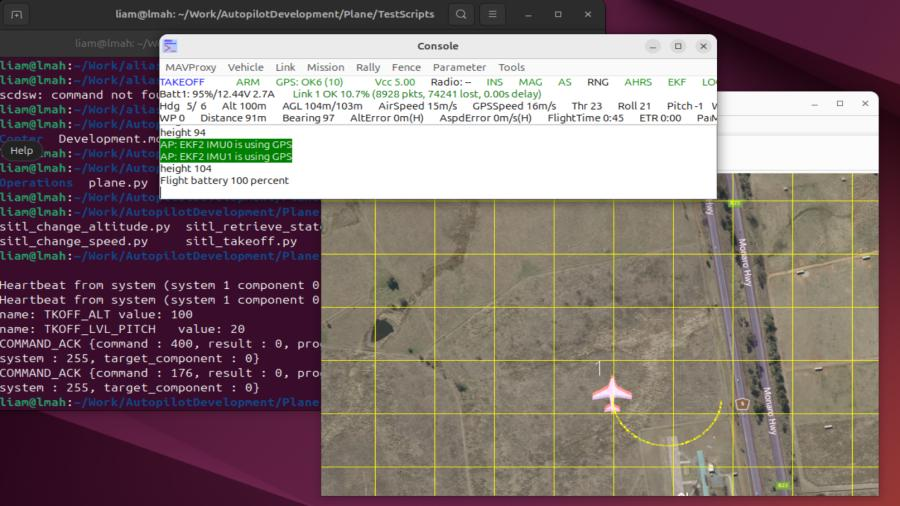 liam@lmah: ~/Work/AutopilotDevelopment/Plane/TestScripts
liam@lmah: ~/W
Console
MAVProxy Vehicle Link Mission Rally Fence Parameter Tools
TAKEOFF ARM GPS: OK6 (10) Vcc 5.00 Radio: -- INS MAG AS RNG AHRS EKF LO
Batt1: 95%/12.44V 2.7A Link 1 OK 10.7% (8928 pkts, 74241 lost, 0.00s delay)
Hdg 5/ 6 Alt 100m AGL 104m/103m AirSpeed 15m/s GPSSpeed 16m/s Thr 23 Roll 21 Pitch -1
WP 0 Distance 91m Bearing 97 AltError 0m(H) AspdError 0m/s(H) FlightTime 0:45 ETR 0:00
height 94
AP: EKF2 IMU0 is using GPS
AP: EKF2 IMU1 is using GPS
height 104
Flight battery 100 percent
liam@lmah:~/Work/alia
liam@lmah:~/Work/alia
scdsw: command not fo
liam@lmah:~/Work/alia
liam@lmah:~/Work/Auto
Development.mo
Help
liam@lmah:~/Work/Auto
Operations plane.py
liam@lmah:~/Work/AutopilotDevelopment/Plane
sitl_change_altitude.py sitl_retrieve_stat
sitl_change_speed.py sitl_takeoff.py
liam@lmah:~/Work/AutopilotDevelopment/Plane
Heartbeat from system (system 1 component 0
Heartbeat from system (system 1 component 0
name: TKOFF_ALT value: 100
name: TKOFF_LVL_PITCH value: 20
COMMAND_ACK {command : 400, result : 0, pro
system : 255, target_component : 0}
COMMAND_ACK {command : 176, result : 0, pro
system : 255, target_component : 0}
liam@lmah:~/Work/AutopilotDevelopment/Plane
Hwy
B23
Monaro Hwy
1
Monaro Hwy
B23